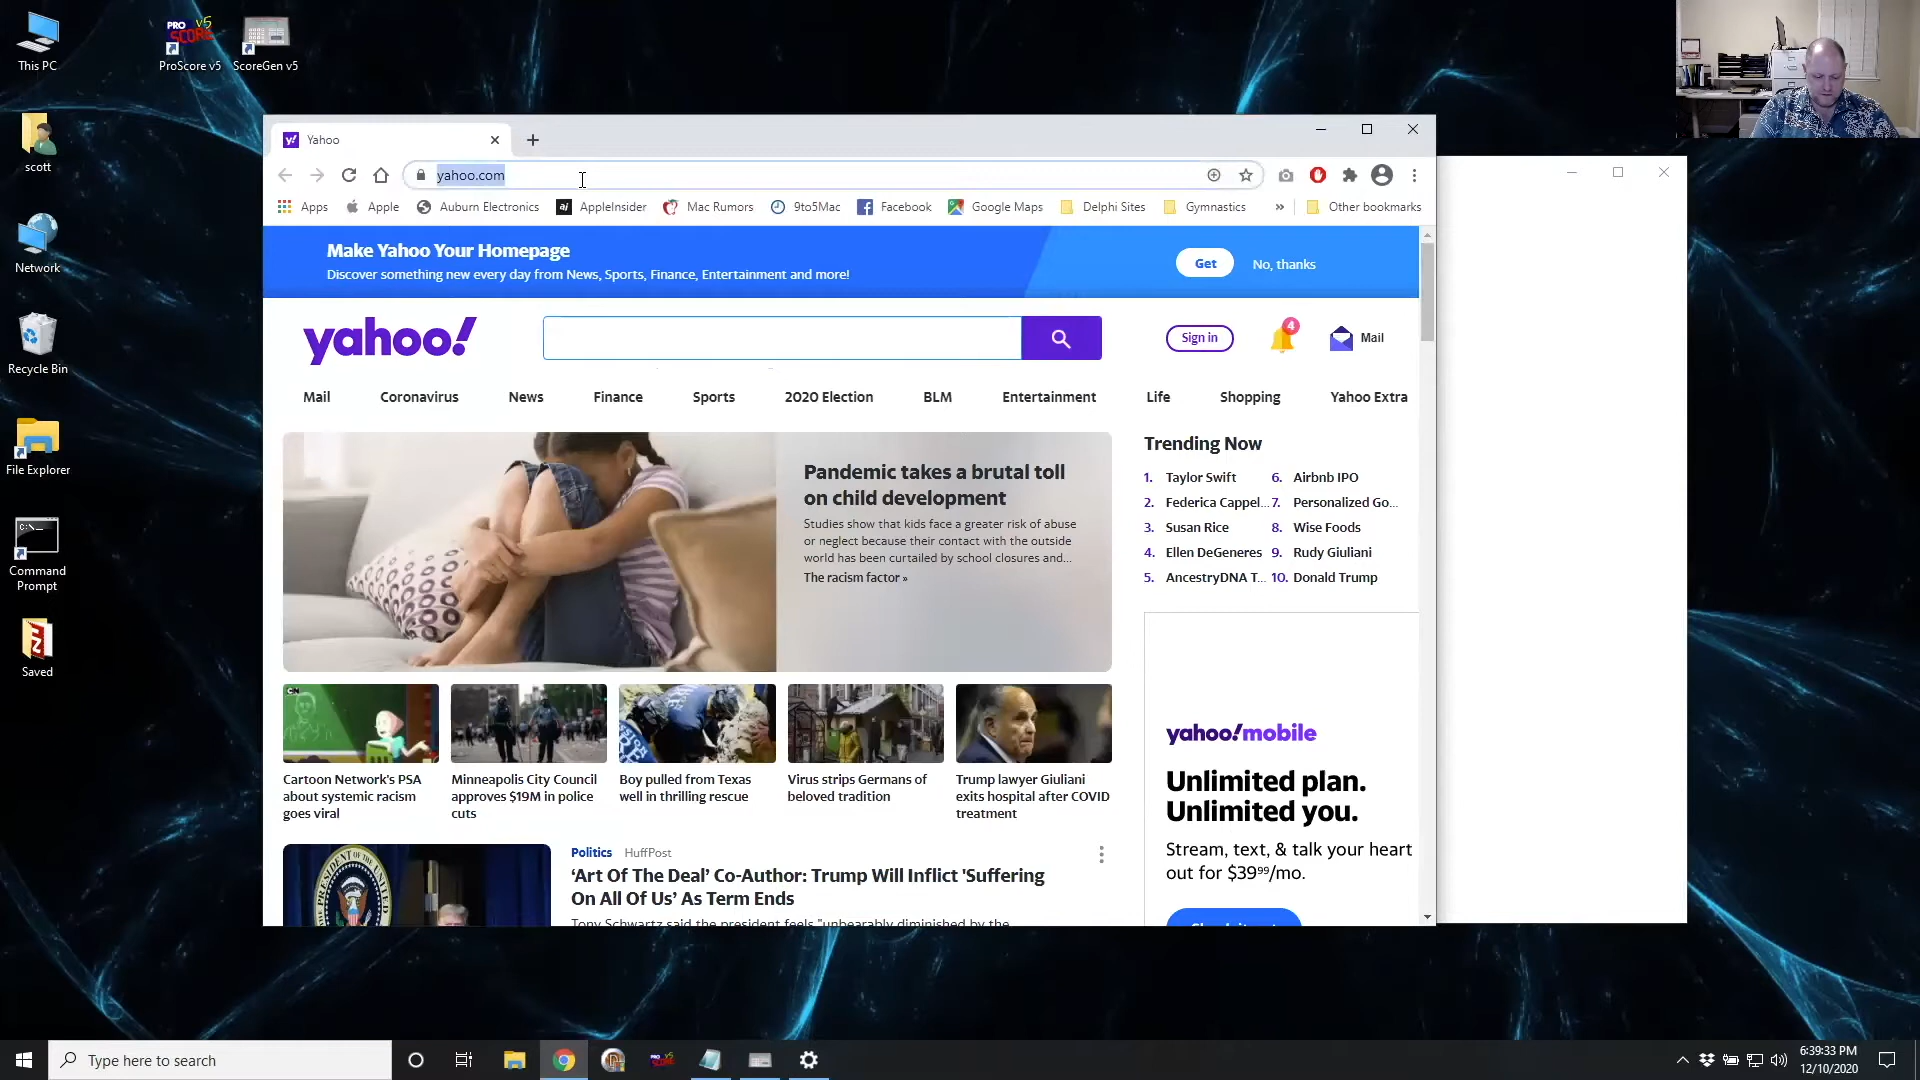 This PC
ProScore v5
ScoreGen v5
scott
Network
Recycle Bin
File Explorer
Command
Prompt
Saved
Yahoo
yahoo.com
Apps
Apple
Auburn Electronics
AppleInsider
Mac Rumors
9to5Mac
Facebook
Google Maps
Delphi Sites
Gymnastics
»
Other bookmarks
Make Yahoo Your Homepage
Discover something new every day from News, Sports, Finance, Entertainment and more!
Get
No, thanks
yahoo!
Sign in
4
Mail
Mail
Coronavirus
News
Finance
Sports
2020 Election
BLM
Entertainment
Life
Shopping
Yahoo Extra
Pandemic takes a brutal toll
on child development
Studies show that kids face a greater risk of abuse
or neglect because their contact with the outside
world has been curtailed by school closures and...
The racism factor »
Trending Now
1. Taylor Swift
2. Federica Cappel...
3. Susan Rice
4. Ellen DeGeneres
5. AncestryDNA T...
6. Airbnb IPO
7. Personalized Go...
8. Wise Foods
9. Rudy Giuliani
10. Donald Trump
Cartoon Network's PSA
about systemic racism
goes viral
Minneapolis City Council
approves $19M in police
cuts
Boy pulled from Texas
well in thrilling rescue
Virus strips Germans of
beloved tradition
Trump lawyer Giuliani
exits hospital after COVID
treatment
Politics HuffPost
‘Art Of The Deal’ Co-Author: Trump Will Inflict 'Suffering
On All Of Us’ As Term Ends
Tony Schwartz said the president feels "unbearably diminished by the
yahoo!mobile
Unlimited plan.
Unlimited you.
Stream, text, & talk your heart
out for $39⁹⁹/mo.
Type here to search
6:39:33 PM
12/10/2020